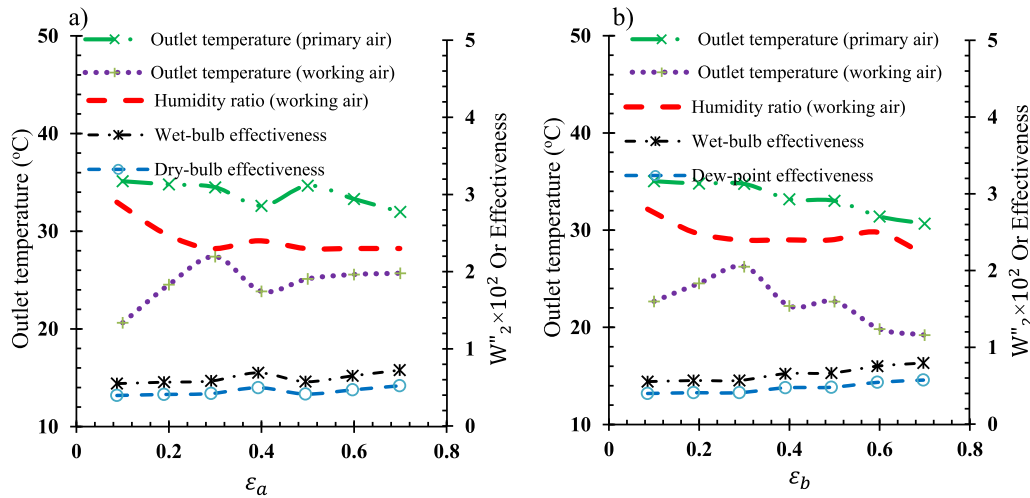 a)
Outlet temperature (ºC)
50
40
30
20
10
Outlet temperature (primary air)
Outlet temperature (working air)
Humidity ratio (working air)
Wet-bulb effectiveness
Dry-bulb effectiveness
5
4
3
2
1
0
W"₂×10² Or Effectiveness
0
0.2
0.4
0.6
0.8
εₐ
b)
Outlet temperature (ºC)
50
40
30
20
10
Outlet temperature (primary air)
Outlet temperature (working air)
Humidity ratio (working air)
Wet-bulb effectiveness
Dew-point effectiveness
5
4
3
2
1
0
W"₂×10² Or Effectiveness
0
0.2
0.4
0.6
0.8
ε_b